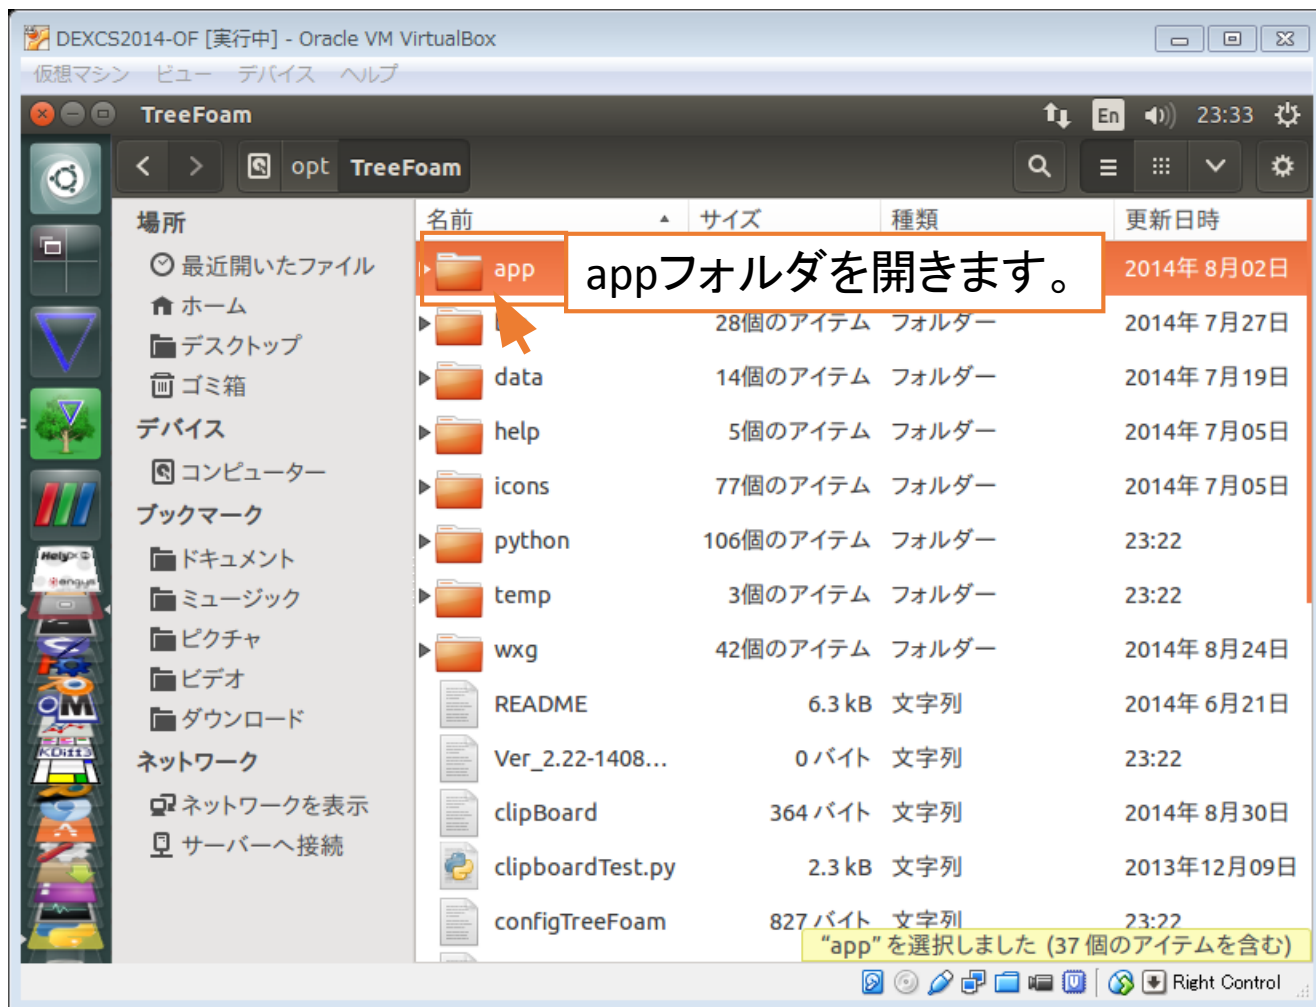 DEXCS2014-OF [実行中] - Oracle VM VirtualBox
仮想マシン ビュー デバイス ヘルプ
TreeFoam En 23:33
opt TreeFoam
場所
最近開いたファイル
ホーム
デスクトップ
ゴミ箱
デバイス
コンピューター
ブックマーク
ドキュメント
ミュージック
ピクチャ
ビデオ
ダウンロード
ネットワーク
ネットワークを表示
サーバーへ接続
名前 サイズ 種類 更新日時
app 2014年 8月02日
appフォルダを開きます。
28個のアイテム フォルダー 2014年 7月27日
data 14個のアイテム フォルダー 2014年 7月19日
help 5個のアイテム フォルダー 2014年 7月05日
icons 77個のアイテム フォルダー 2014年 7月05日
python 106個のアイテム フォルダー 23:22
temp 3個のアイテム フォルダー 23:22
wxg 42個のアイテム フォルダー 2014年 8月24日
README 6.3 kB 文字列 2014年 6月21日
Ver_2.22-1408... 0 バイト 文字列 23:22
clipBoard 364 バイト 文字列 2014年 8月30日
clipboardTest.py 2.3 kB 文字列 2013年12月09日
configTreeFoam 827 バイト 文字列 23:22
“app” を選択しました (37 個のアイテムを含む)
Right Control